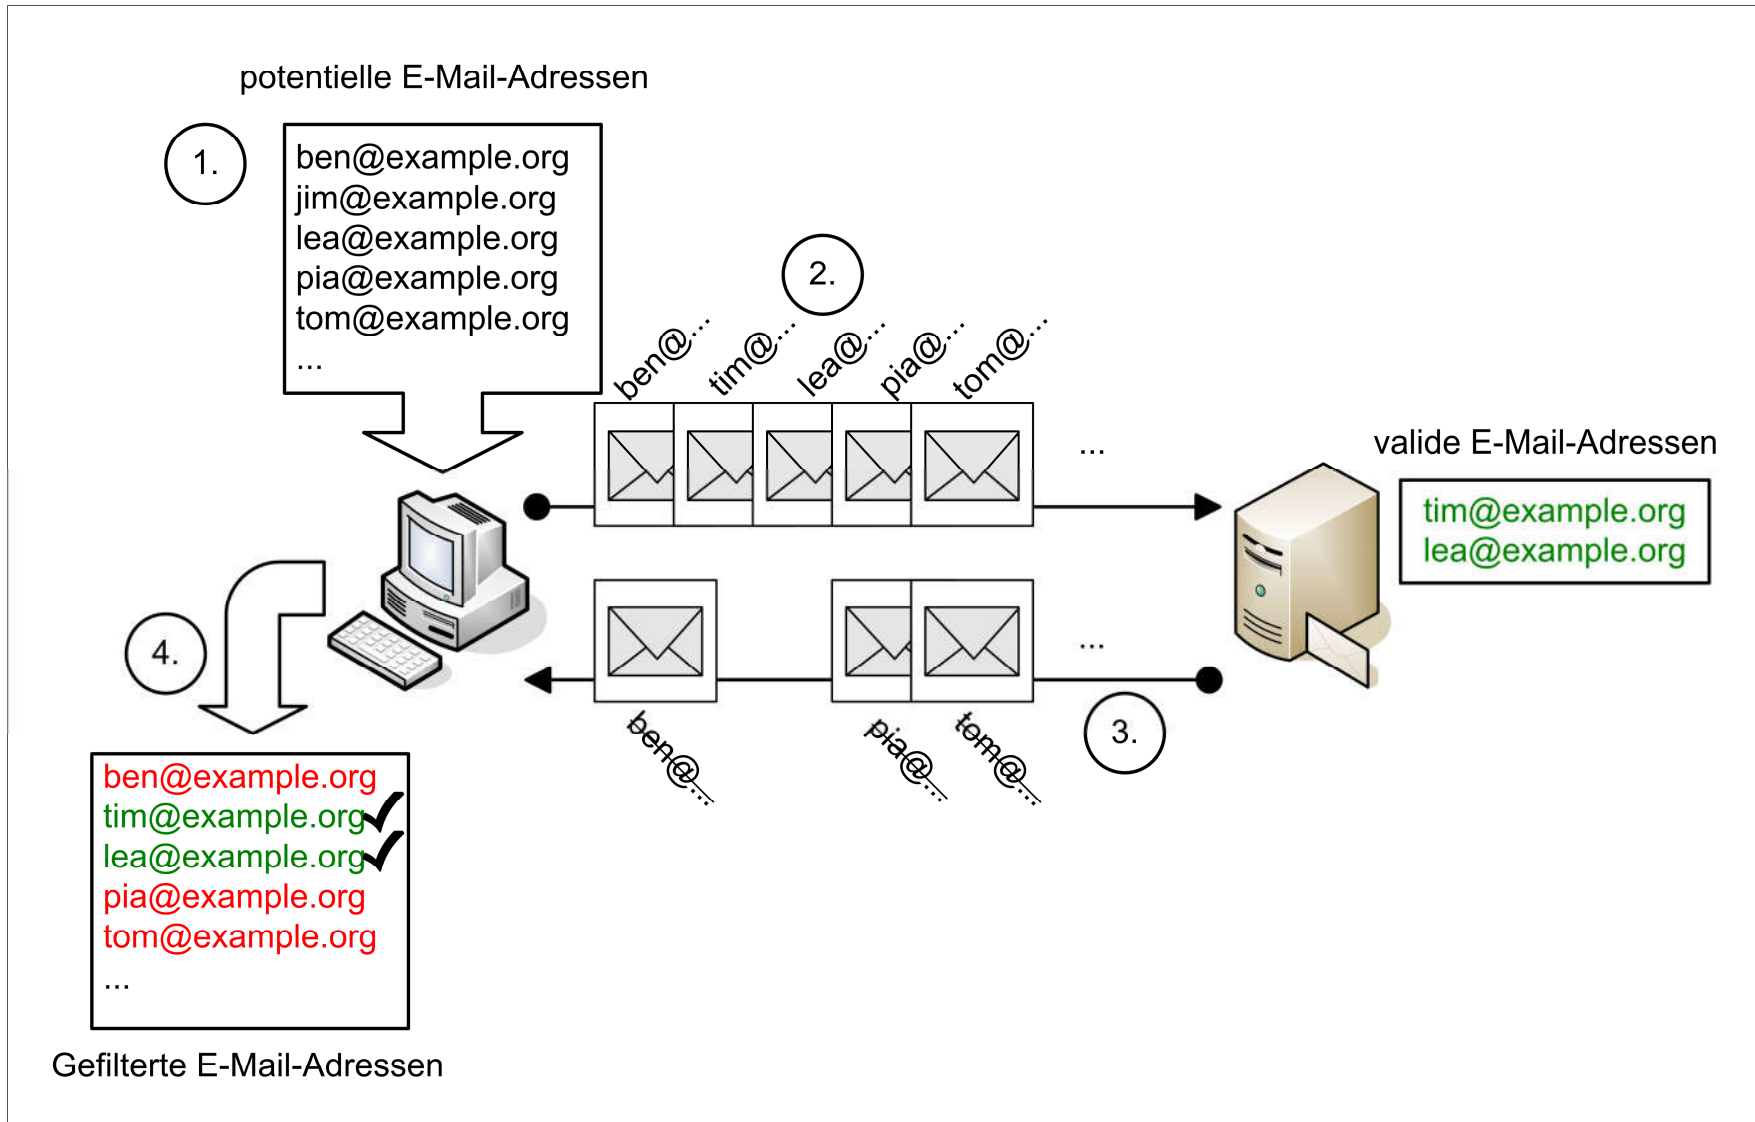 potentielle E-Mail-Adressen
1.
ben@example.org
jim@example.org
lea@example.org
pia@example.org
tom@example.org
...
2.
ben@...
tim@...
lea@...
pia@...
tom@...
...
valide E-Mail-Adressen
tim@example.org
lea@example.org
...
3.
ben@...
pia@...
tom@...
4.
ben@example.org
tim@example.org
lea@example.org
pia@example.org
tom@example.org
...
Gefilterte E-Mail-Adressen